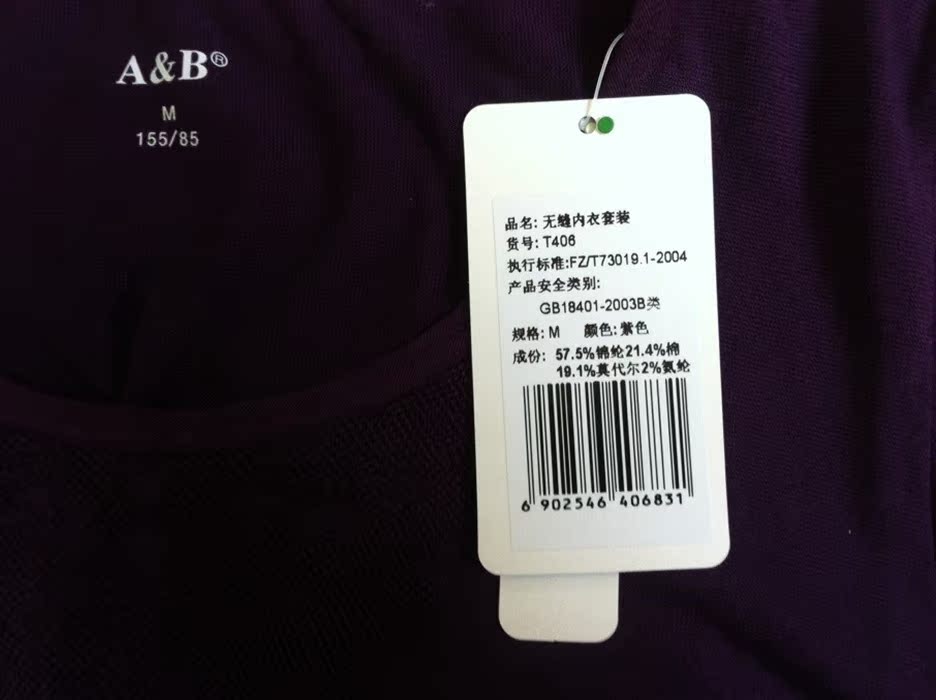 A&B®
M
155/85
品名: 无缝内衣套装
货号: T406
执行标准:FZ/T73019.1-2004
产品安全类别:
GB18401-2003B类
规格: M 颜色: 紫色
成份: 57.5%锦纶21.4%棉
19.1%莫代尔2%氨纶
6 902546 406831